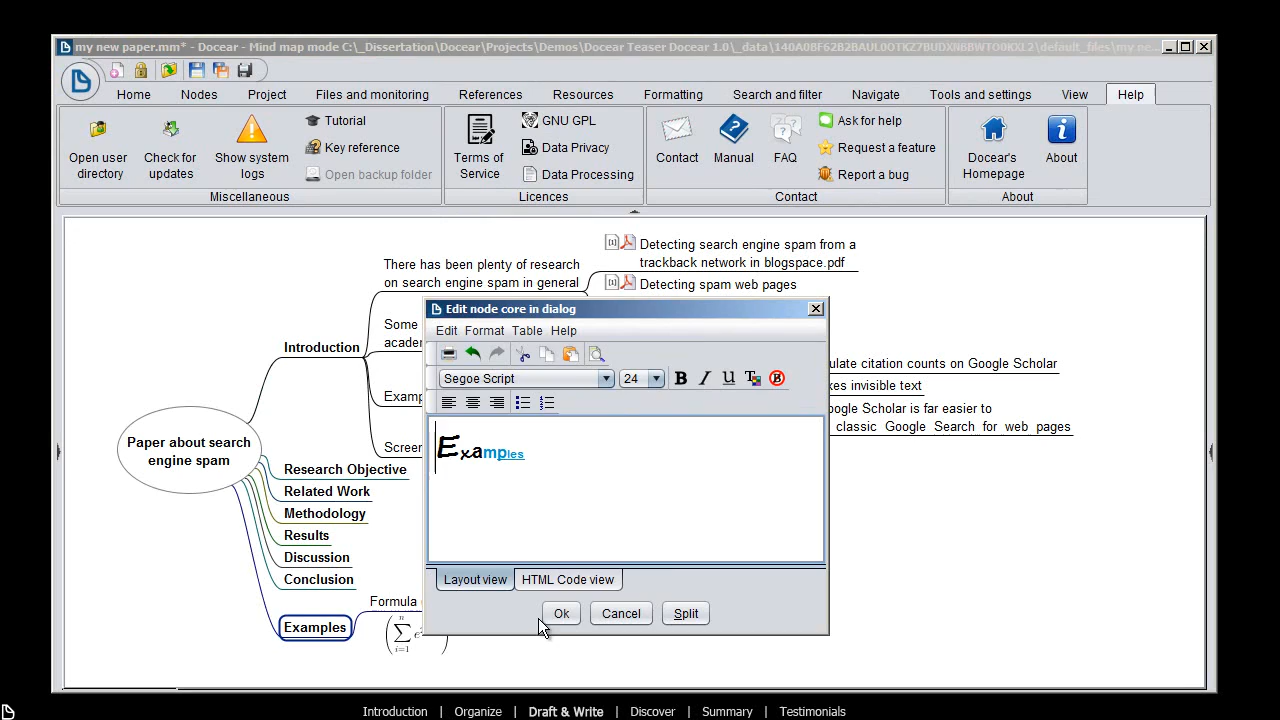 my new paper.mm* - Docear - Mind map mode C:\_Dissertation\Docear\Projects\Demos\Docear Teaser Docear 1.0\_data\
Home Nodes Project Files and monitoring References Resources Formatting Search and filter Navigate Tools and settings View Help
Open user directory
Check for updates
Show system logs
Tutorial
Key reference
Open backup folder
Miscellaneous
Terms of Service
GNU GPL
Data Privacy
Data Processing
Licences
Contact
Manual
FAQ
Ask for help
Request a feature
Report a bug
Contact
Docear's Homepage
About
About
There has been plenty of research
on search engine spam in general
Detecting search engine spam from a
trackback network in blogspace.pdf
Detecting spam web pages
Some
Introduction
ulate citation counts on Google Scholar
invisible text
Google Scholar is far easier to
classic Google Search for web pages
Paper about search
engine spam
Research Objective
Related Work
Methodology
Results
Discussion
Conclusion
Examples
Formula
Edit node core in dialog
Edit Format Table Help
Segoe Script 24 B I U
Examples
Layout view HTML Code view
Ok Cancel Split
Introduction | Organize | Draft & Write | Discover | Summary | Testimonials